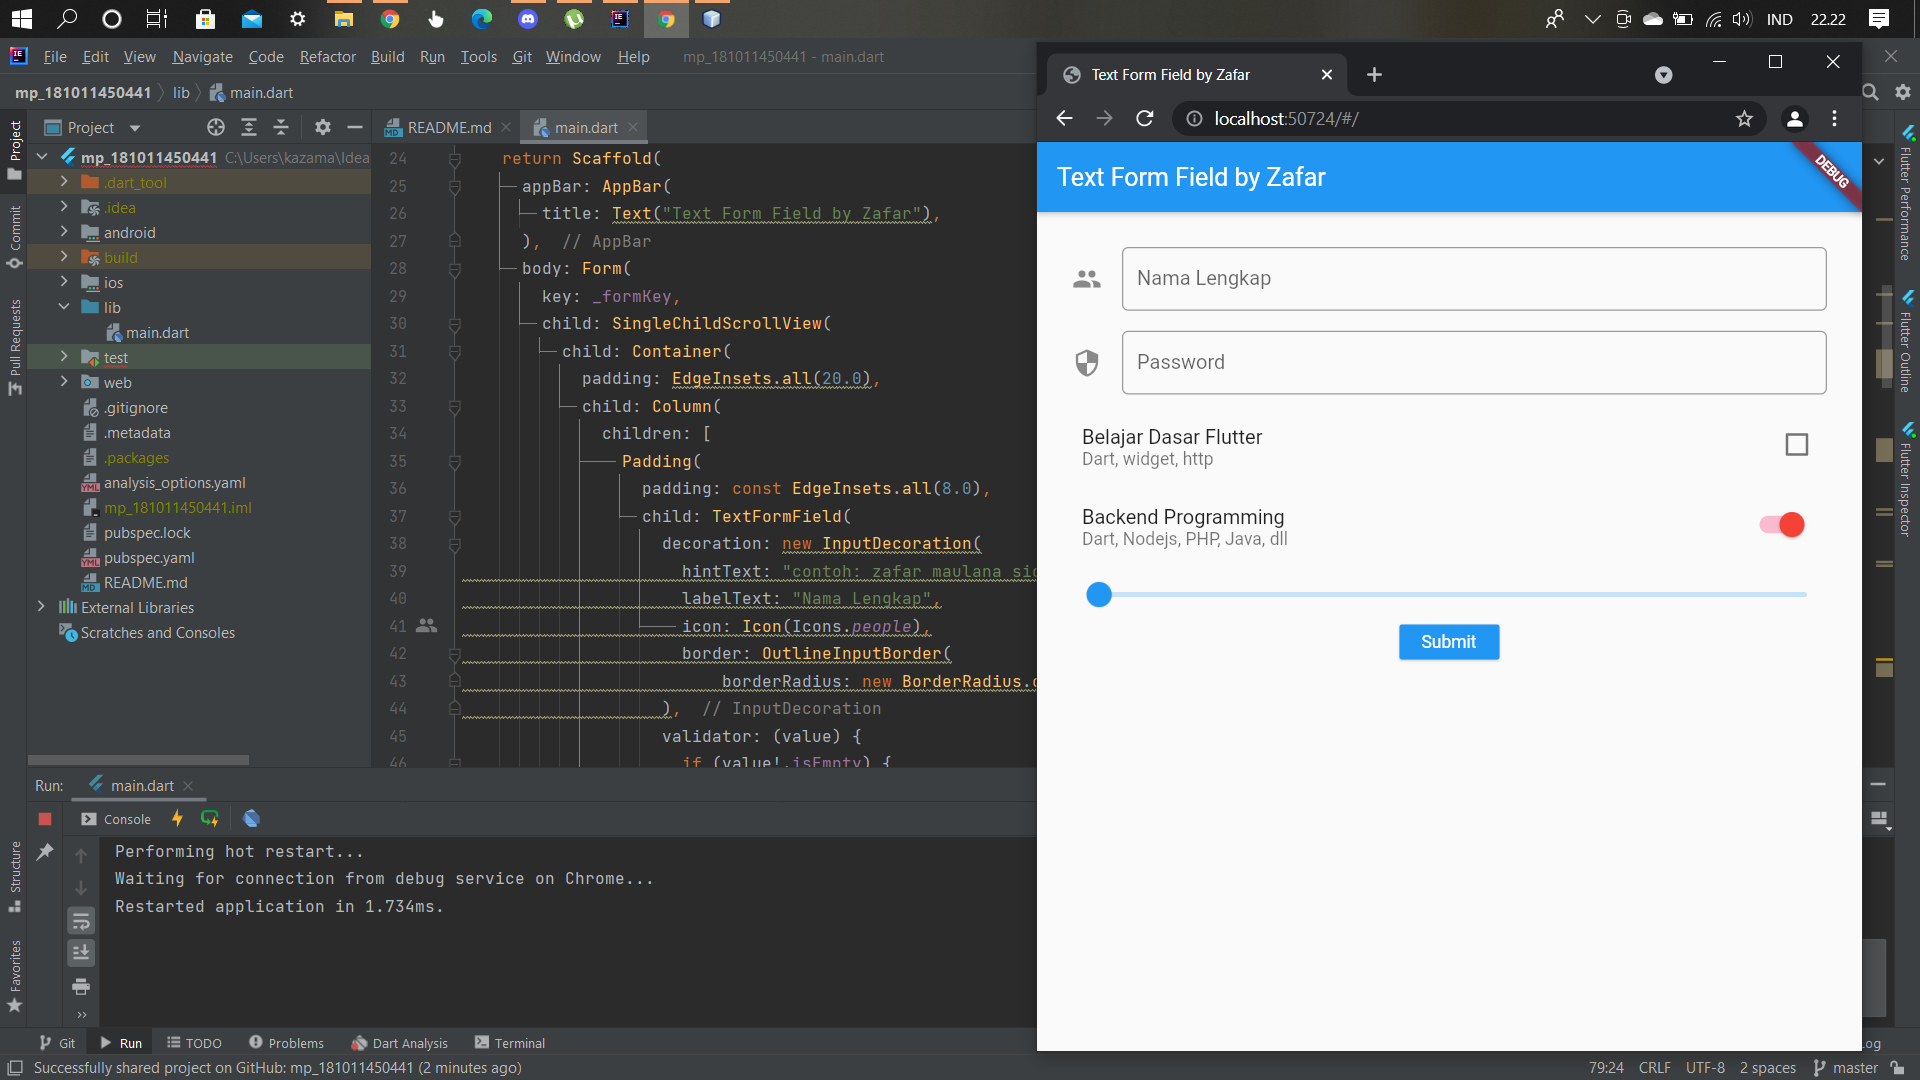 IND
22.22
File Edit View Navigate Code Refactor Build Run Tools Git Window Help
mp_181011450441 - main.dart
mp_181011450441 lib main.dart
Project
README.md
main.dart
Project
Commit
Pull Requests
Structure
Favorites
mp_181011450441 C:\Users\kazama\Idea
.dart_tool
.idea
android
build
ios
lib
main.dart
test
web
.gitignore
.metadata
.packages
analysis_options.yaml
mp_181011450441.iml
pubspec.lock
pubspec.yaml
README.md
External Libraries
Scratches and Consoles
24 return Scaffold(
25 appBar: AppBar(
26 title: Text("Text Form Field by Zafar"),
27 ), // AppBar
28 body: Form(
29 key: _formKey,
30 child: SingleChildScrollView(
31 child: Container(
32 padding: EdgeInsets.all(20.0),
33 child: Column(
34 children: [
35 Padding(
36 padding: const EdgeInsets.all(8.0),
37 child: TextFormField(
38 decoration: new InputDecoration(
39 hintText: "contoh: zafar maulana sid
40 labelText: "Nama Lengkap",
41 icon: Icon(Icons.people),
42 border: OutlineInputBorder(
43 borderRadius: new BorderRadius.c
44 ), // InputDecoration
45 validator: (value) {
46 if (value!.isEmpty) {
Run: main.dart
Console
Performing hot restart...
Waiting for connection from debug service on Chrome...
Restarted application in 1.734ms.
Git Run TODO Problems Dart Analysis Terminal
Successfully shared project on GitHub: mp_181011450441 (2 minutes ago)
79:24 CRLF UTF-8 2 spaces master
Text Form Field by Zafar
localhost:50724/#/
Text Form Field by Zafar
DEBUG
Nama Lengkap
Password
Belajar Dasar Flutter
Dart, widget, http
Backend Programming
Dart, Nodejs, PHP, Java, dll
Submit
Flutter Performance
Flutter Outline
Flutter Inspector